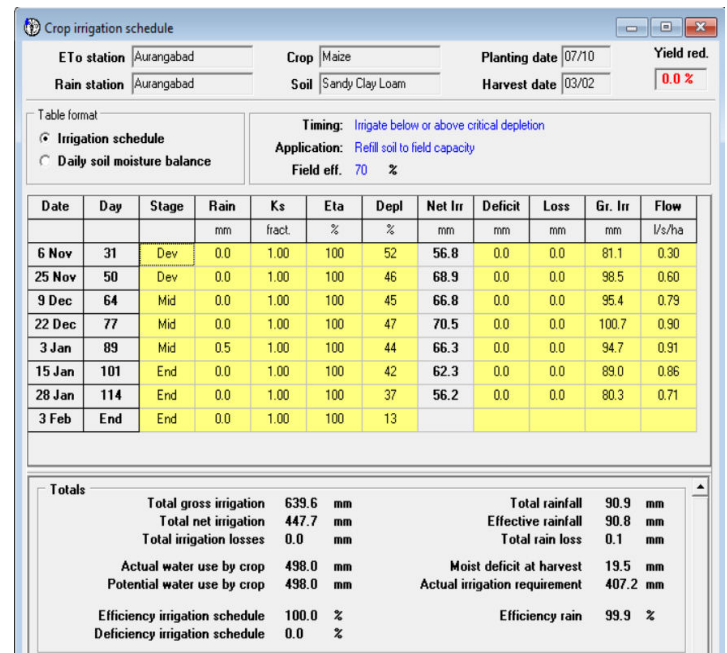 Crop irrigation schedule
ETo station Aurangabad Crop Maize Planting date 07/10 Yield red.
Rain station Aurangabad Soil Sandy Clay Loam Harvest date 03/02 0.0 %
Table format
Irrigation schedule
Daily soil moisture balance
Timing: Irrigate below or above critical depletion
Application: Refill soil to field capacity
Field eff. 70 %
Date Day Stage Rain Ks Eta Depl Net Irr Deficit Loss Gr. Irr Flow
mm fract. % % mm mm mm mm l/s/ha
6 Nov 31 Dev 0.0 1.00 100 52 56.8 0.0 0.0 81.1 0.30
25 Nov 50 Dev 0.0 1.00 100 46 68.9 0.0 0.0 98.5 0.60
9 Dec 64 Mid 0.0 1.00 100 45 66.8 0.0 0.0 95.4 0.79
22 Dec 77 Mid 0.0 1.00 100 47 70.5 0.0 0.0 100.7 0.90
3 Jan 89 Mid 0.5 1.00 100 44 66.3 0.0 0.0 94.7 0.91
15 Jan 101 End 0.0 1.00 100 42 62.3 0.0 0.0 89.0 0.86
28 Jan 114 End 0.0 1.00 100 37 56.2 0.0 0.0 80.3 0.71
3 Feb End End 0.0 1.00 100 13
Totals
Total gross irrigation 639.6 mm Total rainfall 90.9 mm
Total net irrigation 447.7 mm Effective rainfall 90.8 mm
Total irrigation losses 0.0 mm Total rain loss 0.1 mm
Actual water use by crop 498.0 mm Moist deficit at harvest 19.5 mm
Potential water use by crop 498.0 mm Actual irrigation requirement 407.2 mm
Efficiency irrigation schedule 100.0 % Efficiency rain 99.9 %
Deficiency irrigation schedule 0.0 %